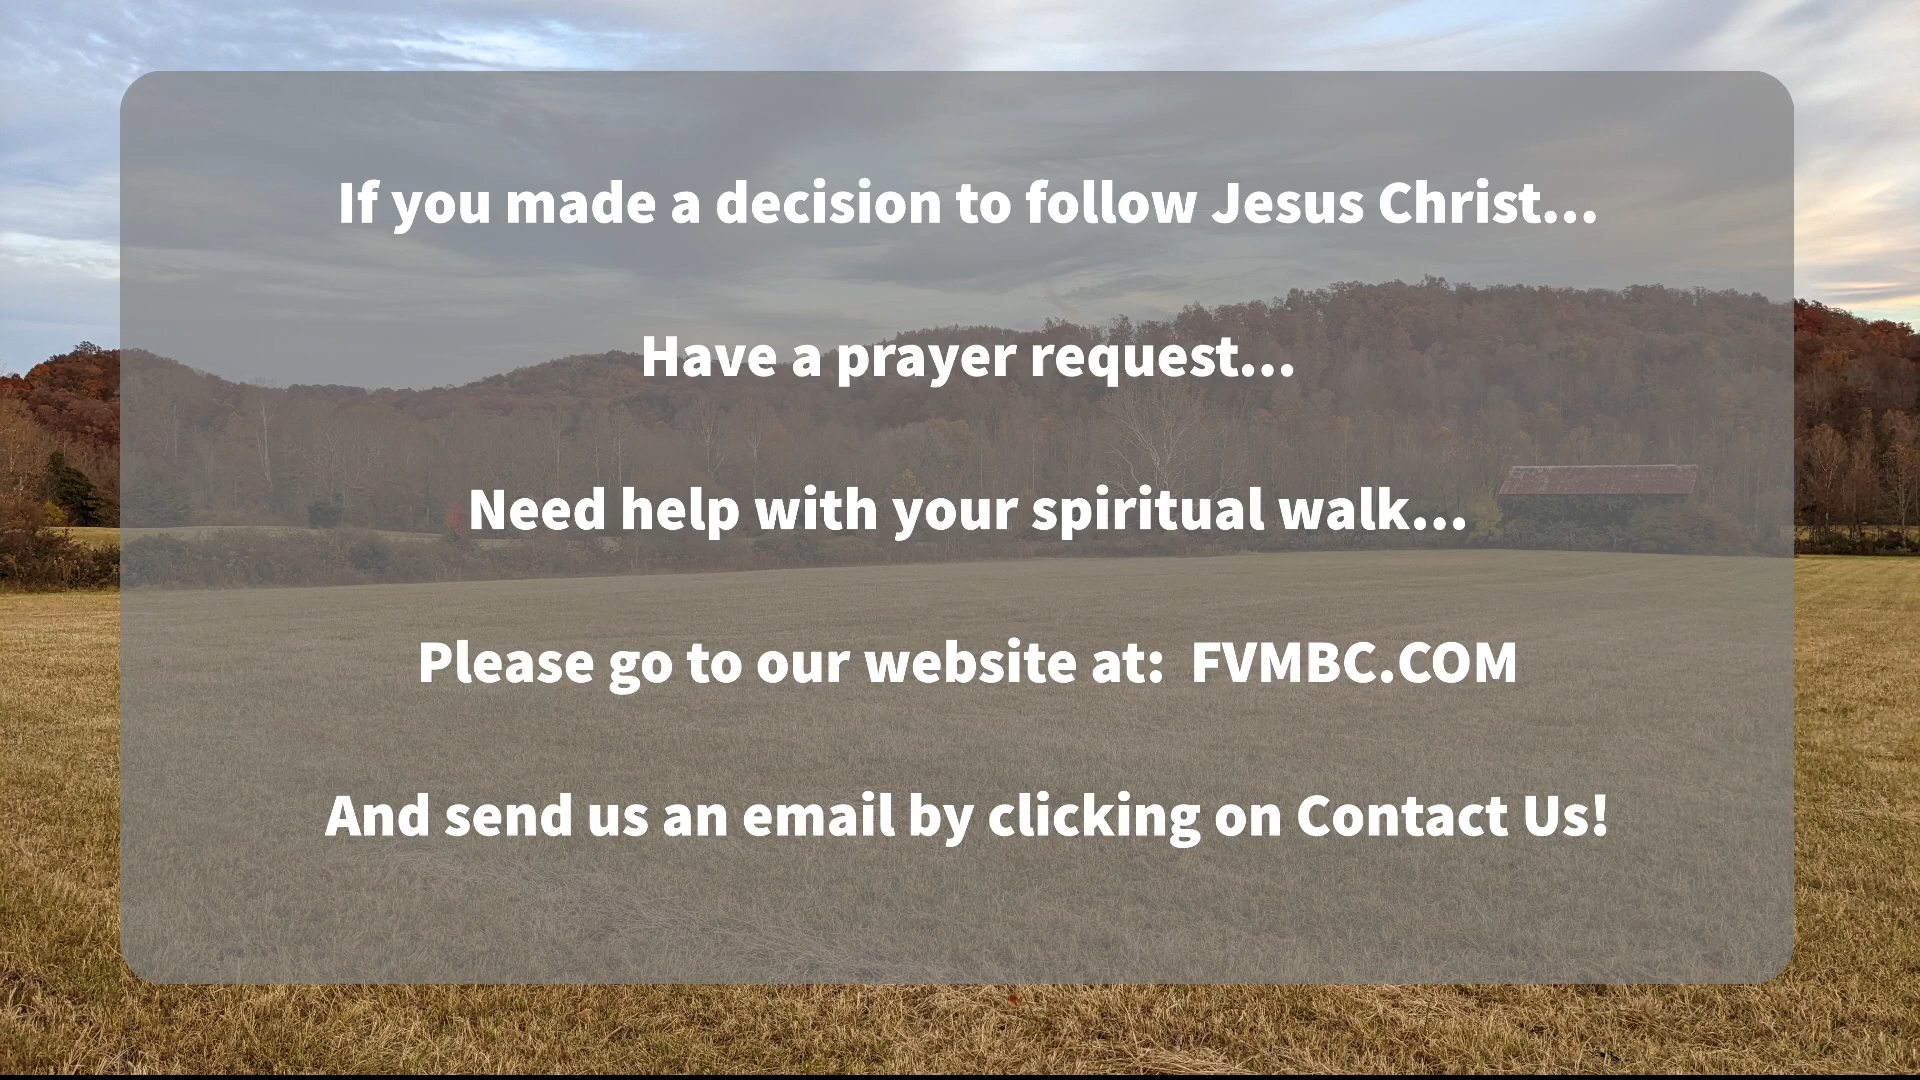 If you made a decision to follow Jesus Christ...
Have a prayer request...
Need help with your spiritual walk...
Please go to our website at:  FVMBC.COM
And send us an email by clicking on Contact Us!